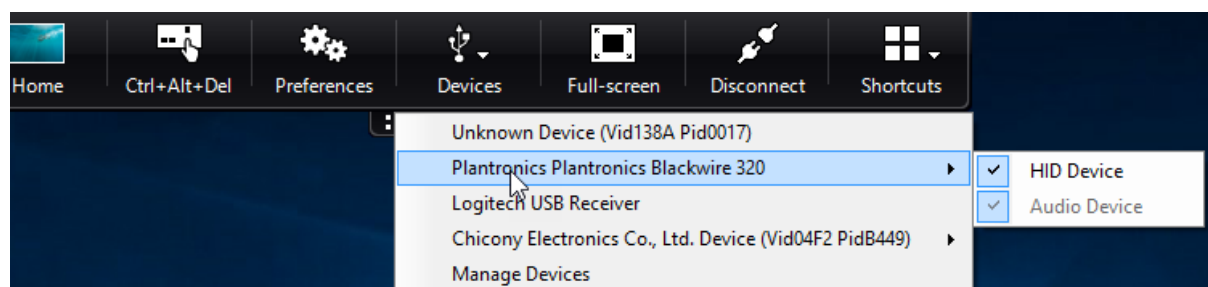 Home Ctrl+Alt+Del Preferences Devices Full-screen Disconnect Shortcuts
Unknown Device (Vid138A Pid0017)
Plantronics Plantronics Blackwire 320
HID Device
Logitech USB Receiver
Audio Device
Chicony Electronics Co., Ltd. Device (Vid04F2 PidB449)
Manage Devices